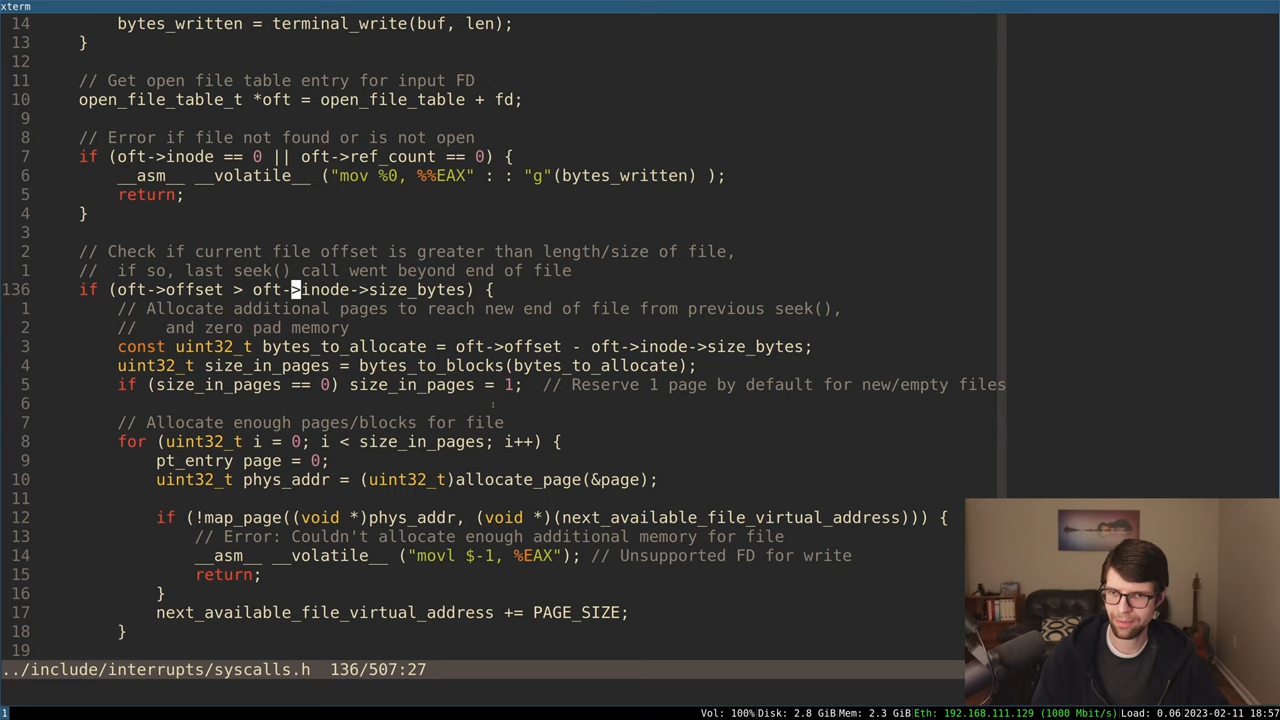 xterm
14 bytes_written = terminal_write(buf, len);
13 }
12
11 // Get open file table entry for input FD
10 open_file_table_t *oft = open_file_table + fd;
9
8 // Error if file not found or is not open
7 if (oft->inode == 0 || oft->ref_count == 0) {
6 __asm__ __volatile__ ("mov %0, %%EAX" : : "g"(bytes_written) );
5 return;
4 }
3
2 // Check if current file offset is greater than length/size of file,
1 //  if so, last seek() call went beyond end of file
136 if (oft->offset > oft->inode->size_bytes) {
1 // Allocate additional pages to reach new end of file from previous seek(),
2 //   and zero pad memory
3 const uint32_t bytes_to_allocate = oft->offset - oft->inode->size_bytes;
4 uint32_t size_in_pages = bytes_to_blocks(bytes_to_allocate);
5 if (size_in_pages == 0) size_in_pages = 1;  // Reserve 1 page by default for new/empty files
6
7 // Allocate enough pages/blocks for file
8 for (uint32_t i = 0; i < size_in_pages; i++) {
9 pt_entry page = 0;
10 uint32_t phys_addr = (uint32_t)allocate_page(&page);
11
12 if (!map_page((void *)phys_addr, (void *)(next_available_file_virtual_address))) {
13 // Error: Couldn't allocate enough additional memory for file
14 __asm__ __volatile__ ("movl $-1, %EAX"); // Unsupported FD for write
15 return;
16 }
17 next_available_file_virtual_address += PAGE_SIZE;
18 }
19
../include/interrupts/syscalls.h  136/507:27
1 Vol: 100% Disk: 2.8 GiB Mem: 2.3 GiB Eth: 192.168.111.129 (1000 Mbit/s) Load: 0.06 2023-02-11 18:57